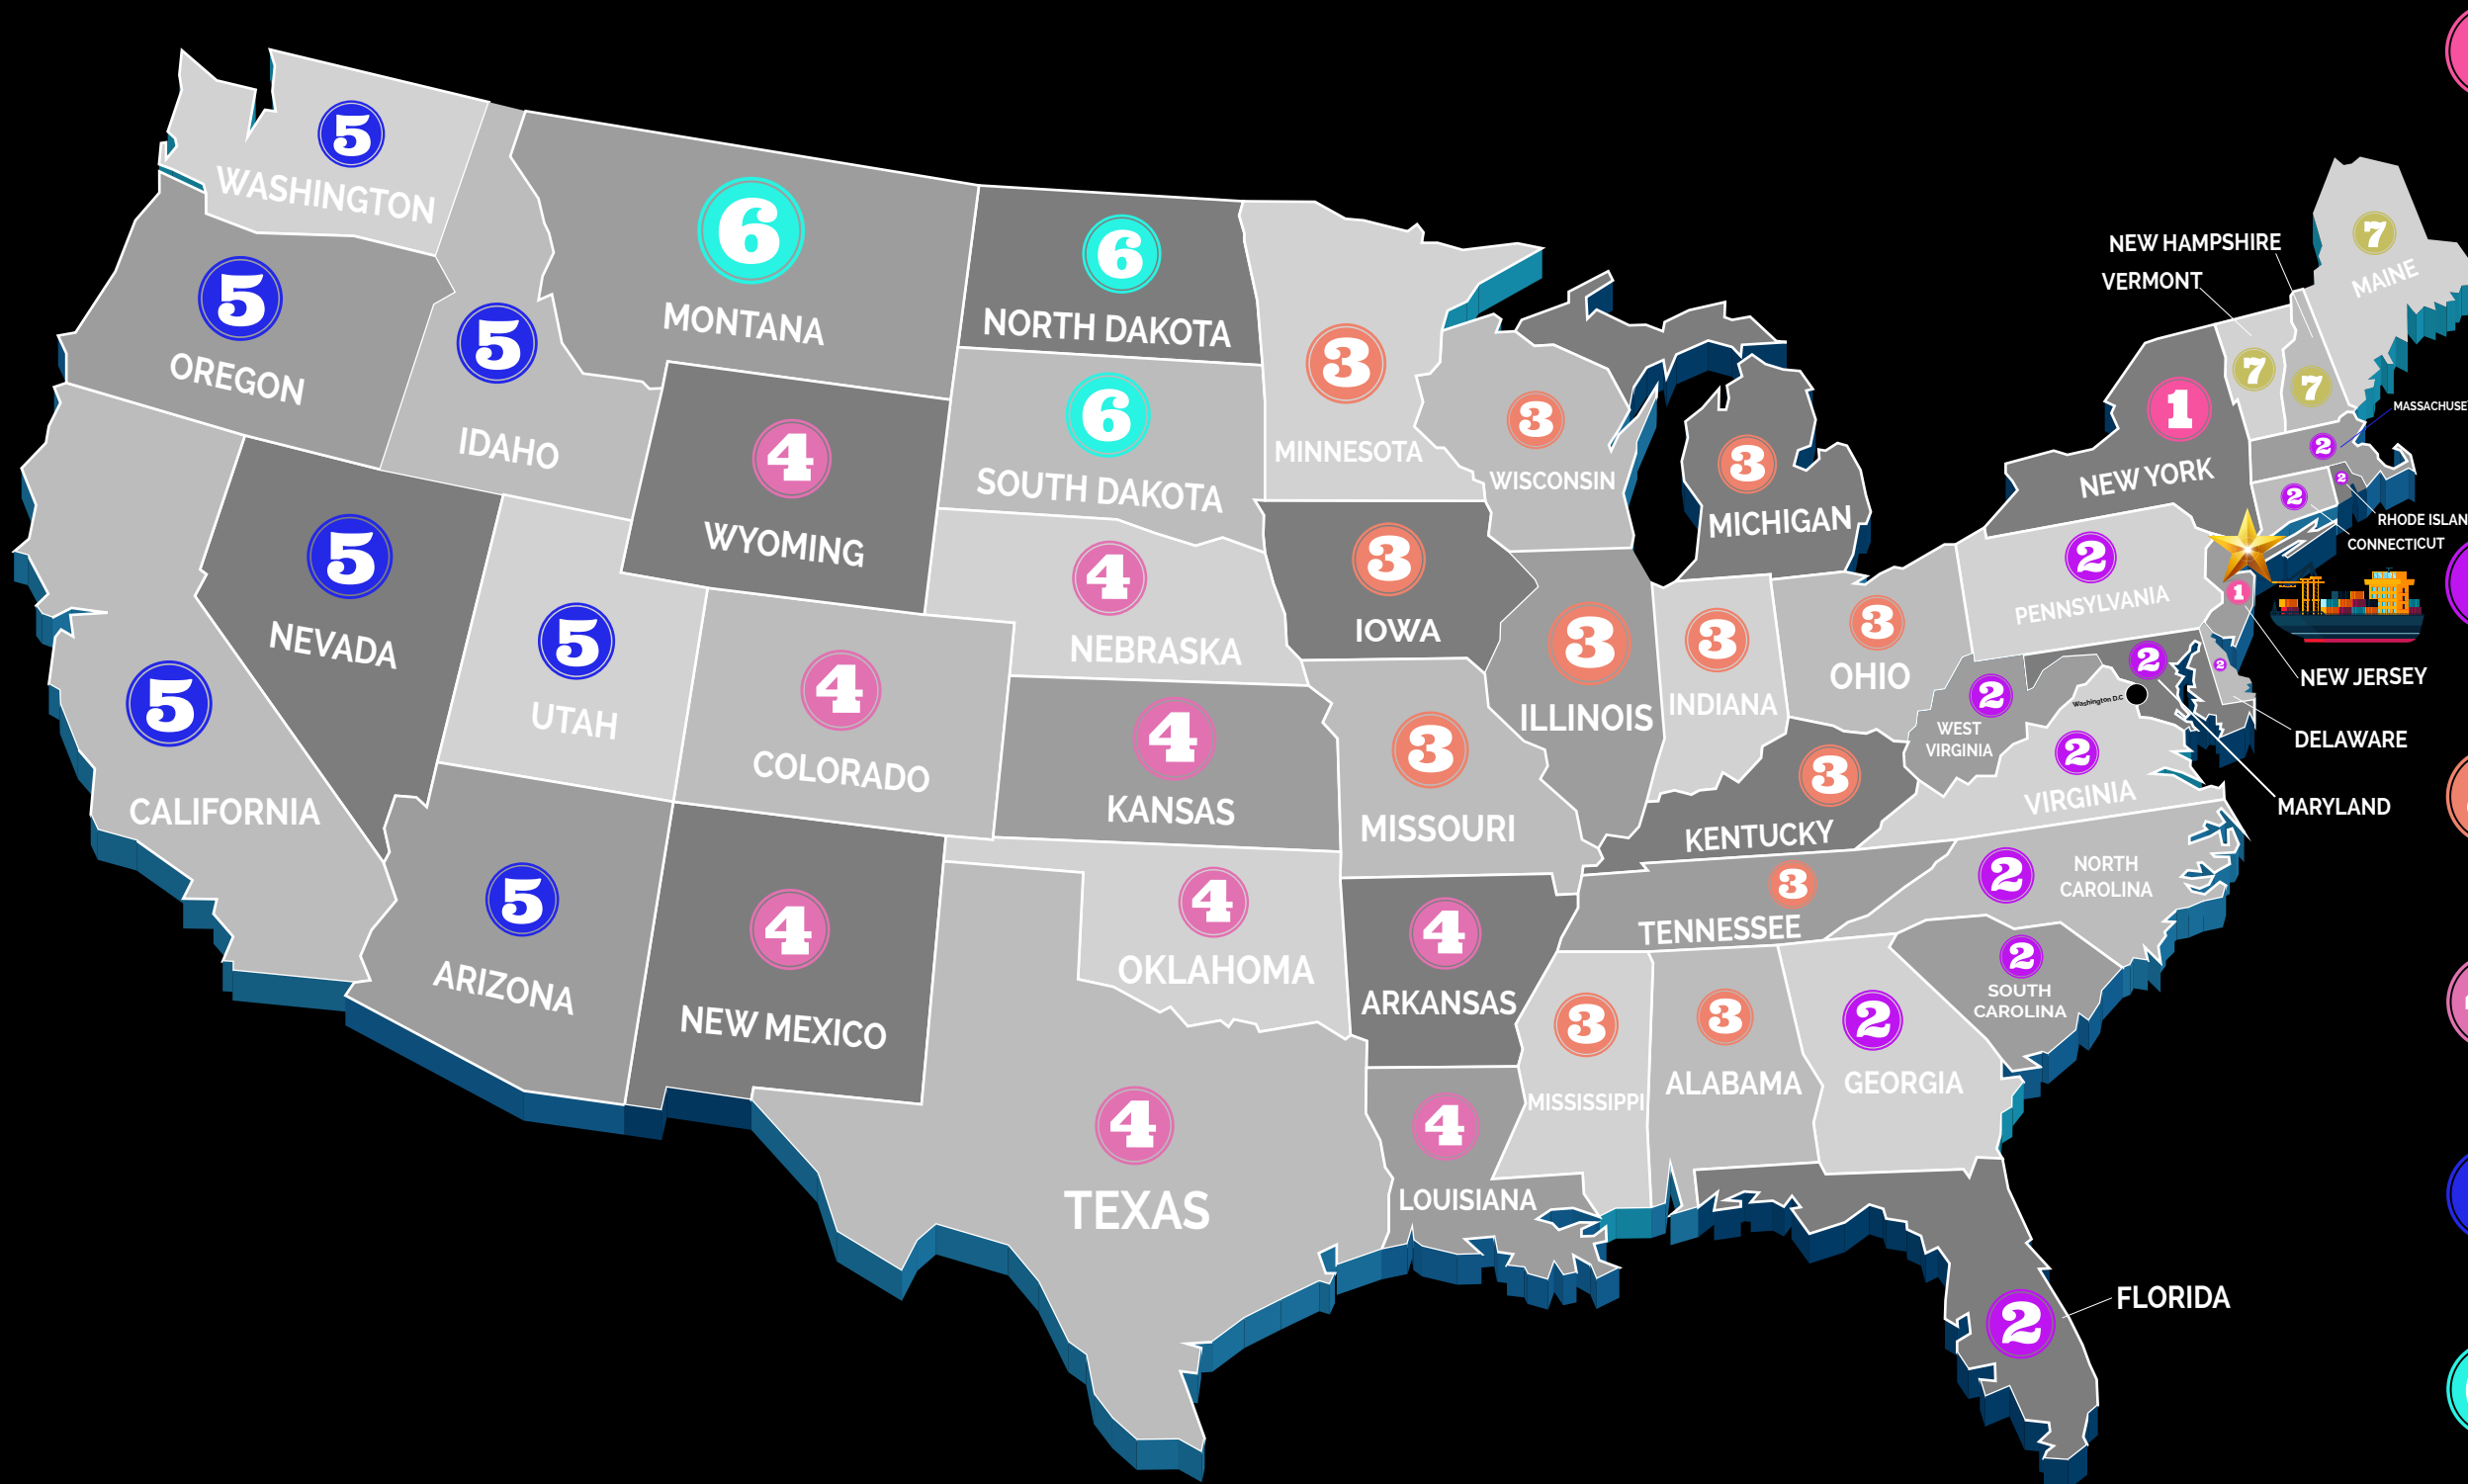 5
WASHINGTON
5
OREGON
5
IDAHO
6
MONTANA
6
NORTH DAKOTA
6
SOUTH DAKOTA
3
MINNESOTA
3
WISCONSIN
3
MICHIGAN
7
MAINE
NEW HAMPSHIRE
VERMONT
7
7
1
NEW YORK
MASSACHUSE
2
2
2
RHODE ISLAN
CONNECTICUT
4
WYOMING
4
NEBRASKA
3
IOWA
3
ILLINOIS
3
INDIANA
3
OHIO
2
PENNSYLVANIA
1
NEW JERSEY
2
DELAWARE
2
MARYLAND
Washington D.C
2
WEST
VIRGINIA
2
VIRGINIA
5
NEVADA
5
UTAH
5
CALIFORNIA
4
COLORADO
4
KANSAS
3
MISSOURI
3
KENTUCKY
3
TENNESSEE
2
NORTH
CAROLINA
2
SOUTH
CAROLINA
5
ARIZONA
4
NEW MEXICO
4
OKLAHOMA
4
ARKANSAS
3
MISSISSIPPI
3
ALABAMA
2
GEORGIA
4
TEXAS
4
LOUISIANA
2
FLORIDA